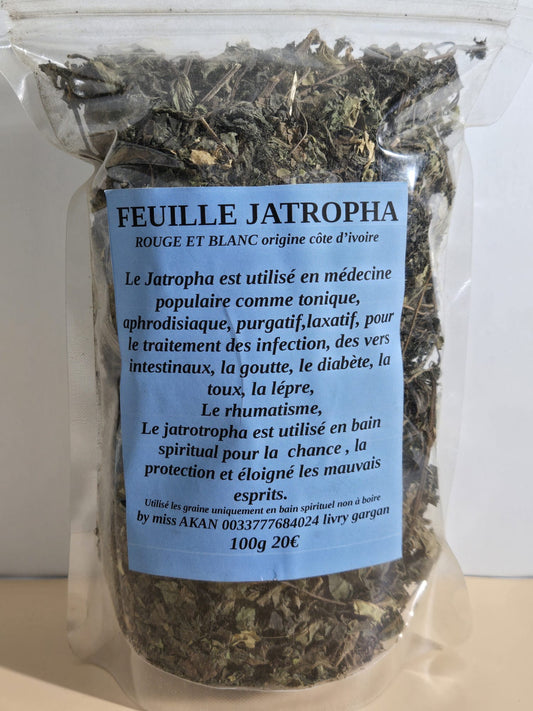 FEUILLE JATROPHA
ROUGE ET BLANC origine côte d'ivoire
Le Jatropha est utilisé en médecine
populaire comme tonique,
aphrodisiaque, purgatif,laxatif, pour
le traitement des infection, des vers
intestinaux, la goutte, le diabète, la
toux, la lépre,
Le rhumatisme,
Le jatrotropha est utilisé en bain
spiritual pour la chance , la
protection et éloigné les mauvais
esprits.
Utilisé les graine uniquement en bain spirituel non à boire
by miss AKAN 0033777684024 livry gargan
100g 20€